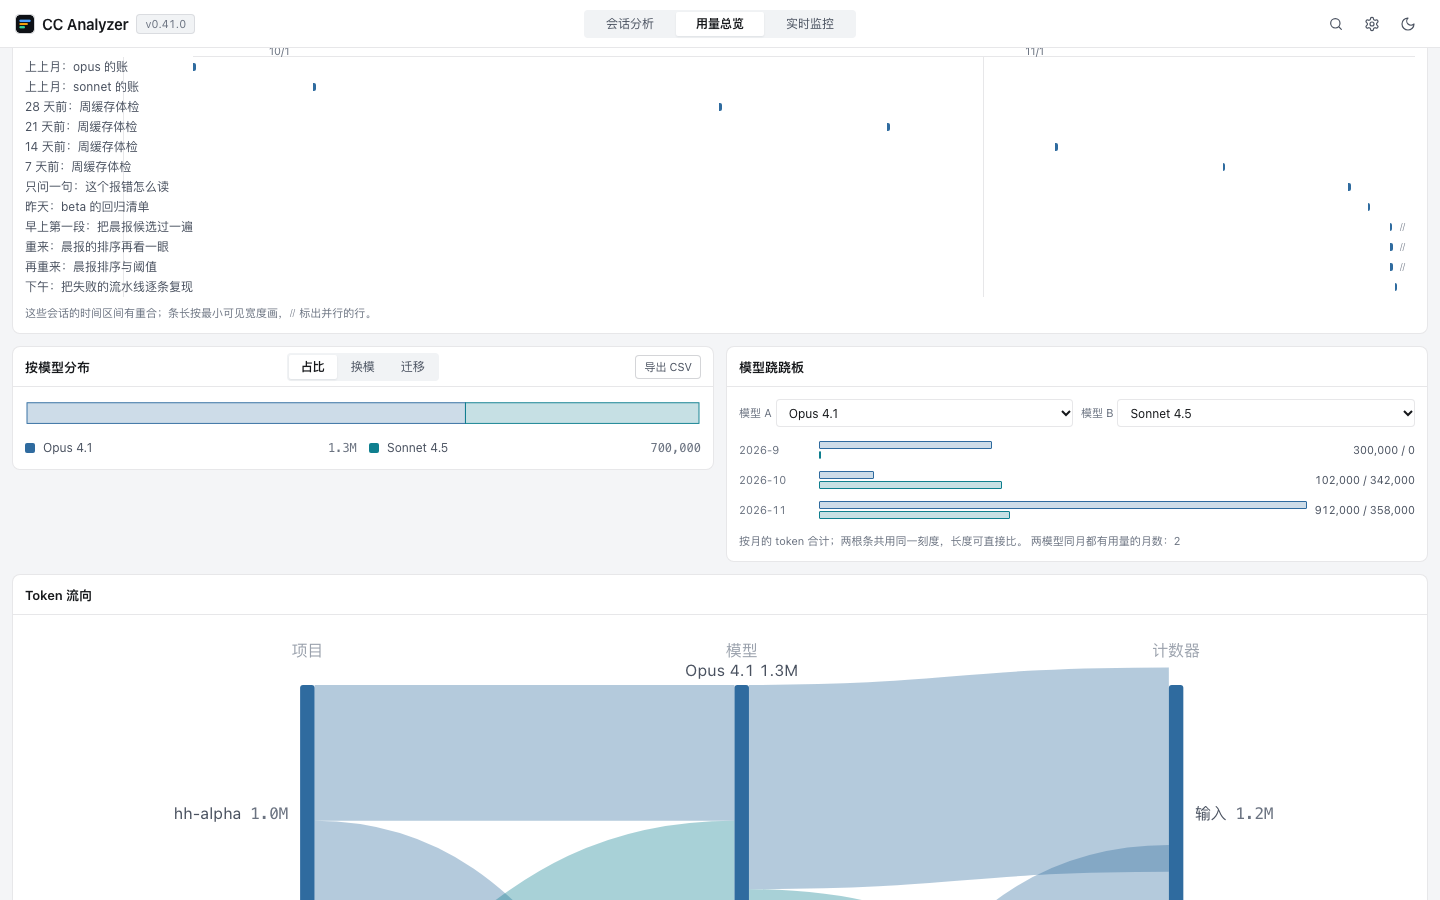 CC Analyzer v0.41.0 会话分析 用量总览 实时监控
10/1 11/1
上上月：opus 的账
上上月：sonnet 的账
28 天前：周缓存体检
21 天前：周缓存体检
14 天前：周缓存体检
7 天前：周缓存体检
只问一句：这个报错怎么读
昨天：beta 的回归清单
早上第一段：把晨报候选过一遍 //
重来：晨报的排序再看一眼 //
再重来：晨报排序与阈值 //
下午：把失败的流水线逐条复现
这些会话的时间区间有重合；条长按最小可见宽度画，// 标出并行的行。
按模型分布 占比 换模 迁移 导出 CSV
Opus 4.1 1.3M Sonnet 4.5 700,000
模型跷跷板
模型 A Opus 4.1 模型 B Sonnet 4.5
2026-9 300,000 / 0
2026-10 102,000 / 342,000
2026-11 912,000 / 358,000
按月的 token 合计；两根条共用同一刻度，长度可直接比。 两模型同月都有用量的月数：2
Token 流向
项目 模型 计数器
Opus 4.1 1.3M
hh-alpha 1.0M 输入 1.2M